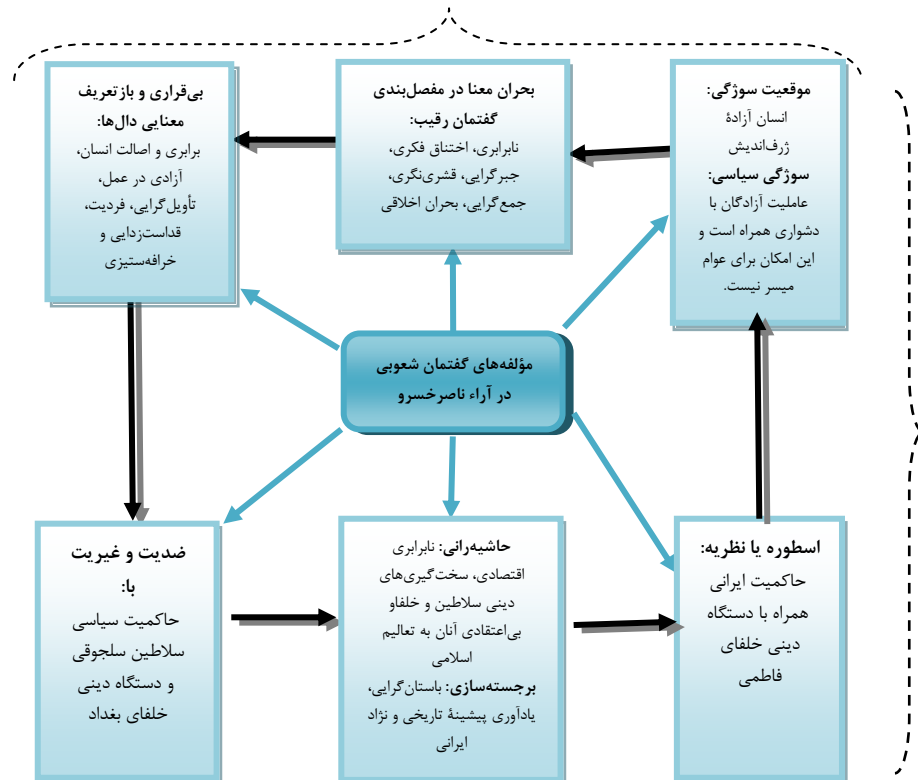 موقعیت سوژگی:
انسان آزادهٔ
ژرف‌اندیش
سوژگی سیاسی:
عاملیت آزادگان با
دشواری همراه است و
این امکان برای عوام
میسر نیست.
بحران معنا در مفصل‌بندی
گفتمان رقیب:
نابرابری، اختناق فکری،
جبرگرایی، قشری‌نگری،
جمع‌گرایی، بحران اخلاقی
بی‌قراری و بازتعریف
معنایی دال‌ها:
برابری و اصالت انسان،
آزادی در عمل،
تأویل‌گرایی، فردیت،
قداست‌زدایی و
خرافه‌ستیزی
مؤلفه‌های گفتمان شعوبی
در آراء ناصرخسرو
اسطوره یا نظریه:
حاکمیت ایرانی
همراه با دستگاه
دینی خلفای
فاطمی
حاشیه‌رانی: نابرابری
اقتصادی، سخت‌گیری‌های
دینی سلاطین و خلفاو
بی‌اعتقادی آنان به تعالیم
اسلامی
برجسته‌سازی: باستان‌گرایی،
یادآوری پیشینهٔ تاریخی و نژاد
ایرانی
ضدیت و غیریت
با:
حاکمیت سیاسی
سلاطین سلجوقی
و دستگاه دینی
خلفای بغداد